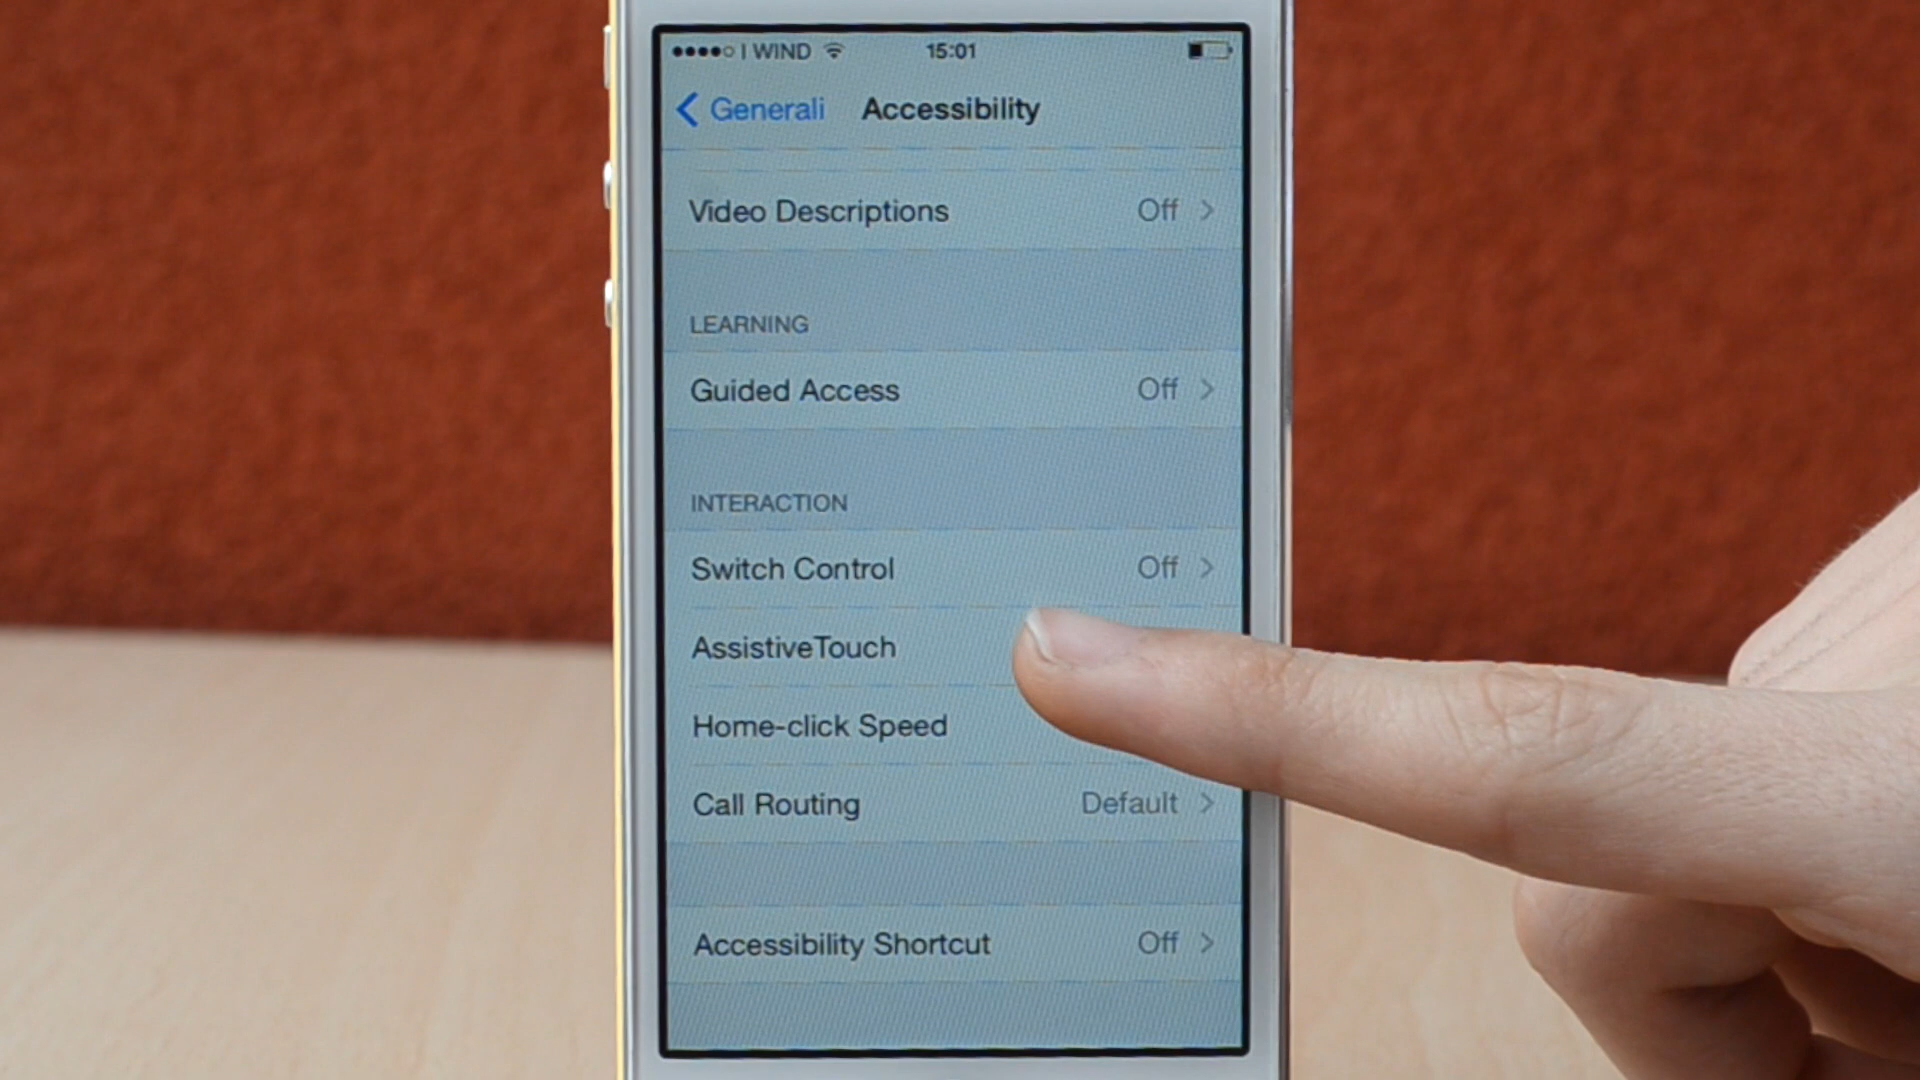 I WIND 15:01
Generali Accessibility
Video Descriptions Off
LEARNING
Guided Access Off
INTERACTION
Switch Control Off
AssistiveTouch
Home-click Speed
Call Routing Default
Accessibility Shortcut Off